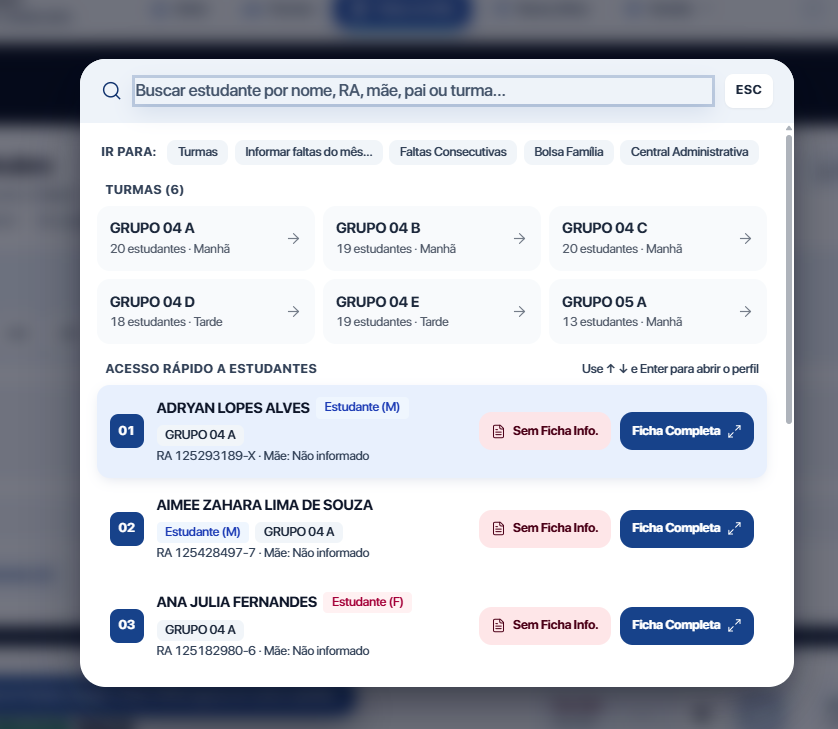 Buscar estudante por nome, RA, mãe, pai ou turma...
ESC
IR PARA: Turmas Informar faltas do mês... Faltas Consecutivas Bolsa Família Central Administrativa
TURMAS (6)
GRUPO 04 A
20 estudantes · Manhã
GRUPO 04 B
19 estudantes · Manhã
GRUPO 04 C
20 estudantes · Manhã
GRUPO 04 D
18 estudantes · Tarde
GRUPO 04 E
19 estudantes · Tarde
GRUPO 05 A
13 estudantes · Manhã
ACESSO RÁPIDO A ESTUDANTES
Use ↑ ↓ e Enter para abrir o perfil
01
ADRYAN LOPES ALVES Estudante (M)
GRUPO 04 A
RA 125293189-X · Mãe: Não informado
Sem Ficha Info.
Ficha Completa
02
AIMEE ZAHARA LIMA DE SOUZA
Estudante (M) GRUPO 04 A
RA 125428497-7 · Mãe: Não informado
Sem Ficha Info.
Ficha Completa
03
ANA JULIA FERNANDES Estudante (F)
GRUPO 04 A
RA 125182980-6 · Mãe: Não informado
Sem Ficha Info.
Ficha Completa